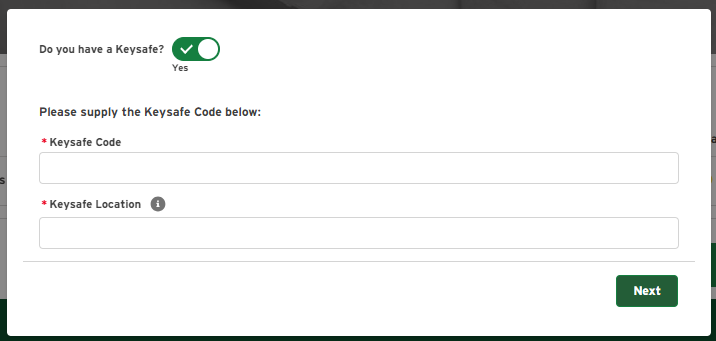 Do you have a Keysafe?
Yes
Please supply the Keysafe Code below:
* Keysafe Code
* Keysafe Location i
Next